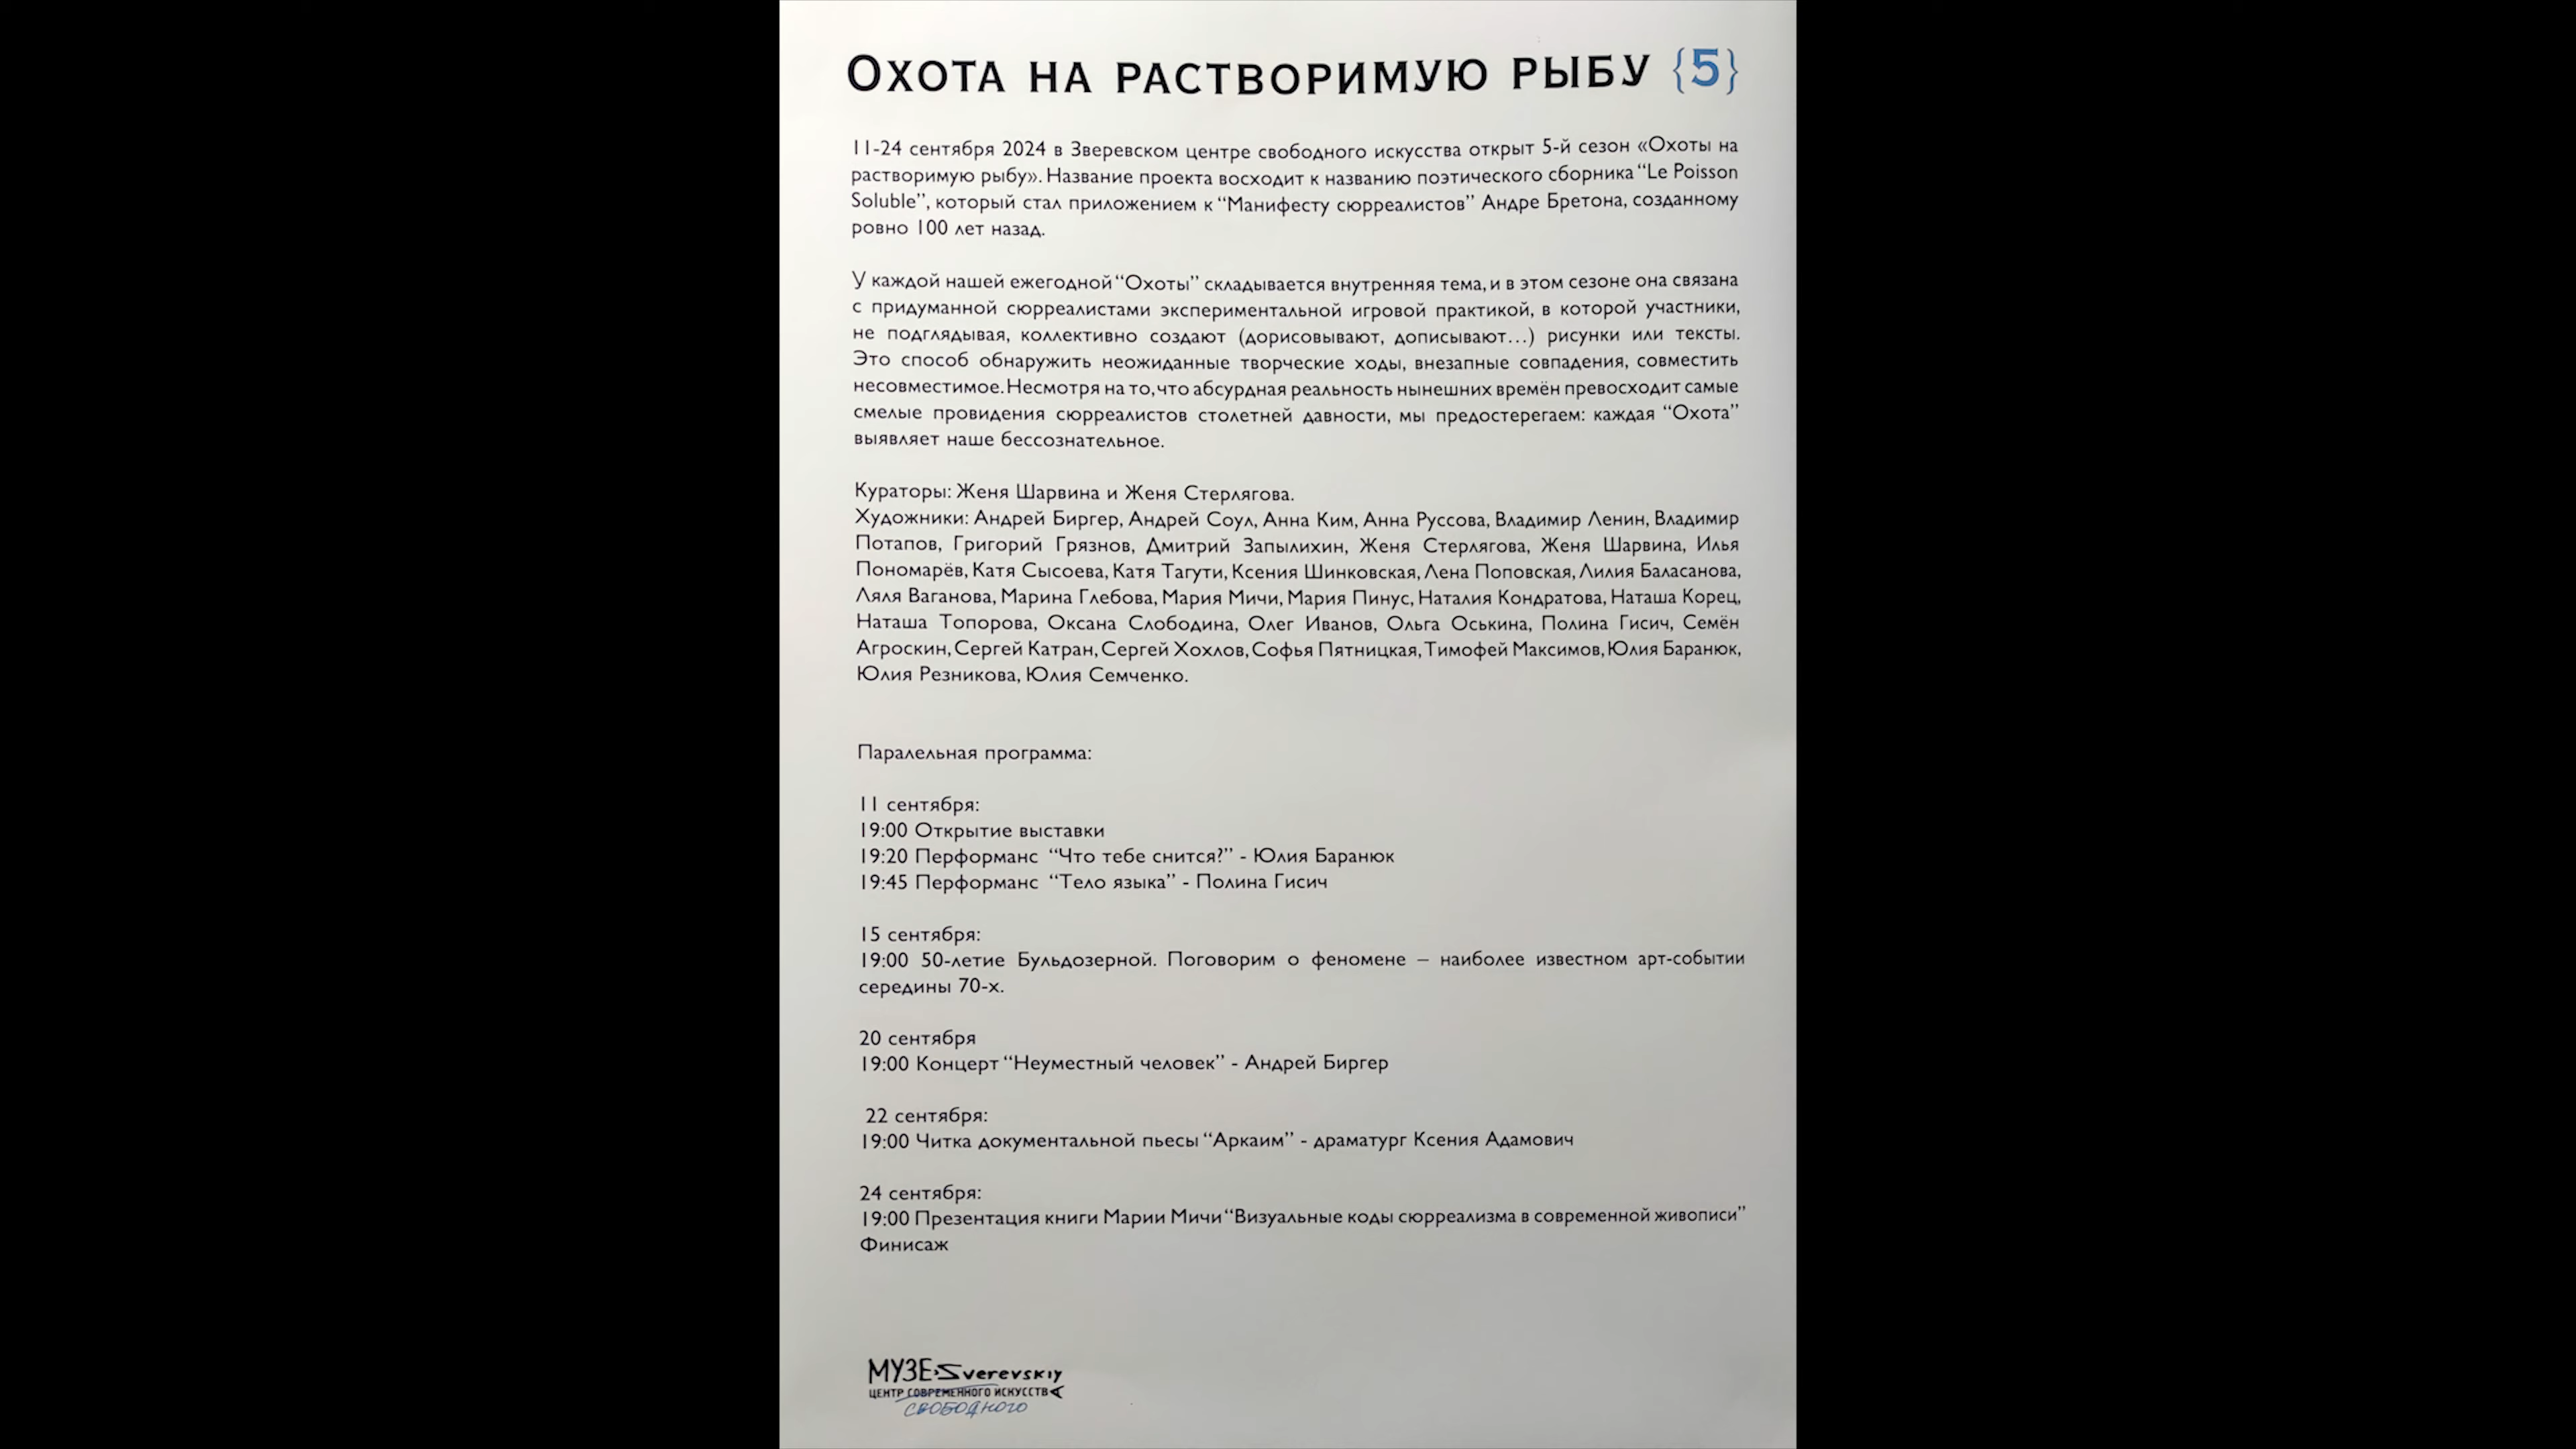 ОХОТА НА РАСТВОРИМУЮ РЫБУ {5}
11-24 сентября 2024 в Зверевском центре свободного искусства открыт 5-й сезон «Охоты на
растворимую рыбу». Название проекта восходит к названию поэтического сборника “Le Poisson
Soluble”, который стал приложением к “Манифесту сюрреалистов” Андре Бретона, созданному
ровно 100 лет назад.
У каждой нашей ежегодной “Охоты” складывается внутренняя тема, и в этом сезоне она связана
с придуманной сюрреалистами экспериментальной игровой практикой, в которой участники,
не подглядывая, коллективно создают (дорисовывают, дописывают…) рисунки или тексты.
Это способ обнаружить неожиданные творческие ходы, внезапные совпадения, совместить
несовместимое. Несмотря на то, что абсурдная реальность нынешних времён превосходит самые
смелые провидения сюрреалистов столетней давности, мы предостерегаем: каждая “Охота”
выявляет наше бессознательное.
Кураторы: Женя Шарвина и Женя Стерлягова.
Художники: Андрей Биргер, Андрей Соул, Анна Ким, Анна Руссова, Владимир Ленин, Владимир
Потапов, Григорий Грязнов, Дмитрий Запылихин, Женя Стерлягова, Женя Шарвина, Илья
Пономарёв, Катя Сысоева, Катя Тагути, Ксения Шинковская, Лена Поповская, Лилия Баласанова,
Ляля Ваганова, Марина Глебова, Мария Мичи, Мария Пинус, Наталия Кондратова, Наташа Корец,
Наташа Топорова, Оксана Слободина, Олег Иванов, Ольга Оськина, Полина Гисич, Семён
Агроскин, Сергей Катран, Сергей Хохлов, Софья Пятницкая, Тимофей Максимов, Юлия Баранюк,
Юлия Резникова, Юлия Семченко.
Паралельная программа:
11 сентября:
19:00 Открытие выставки
19:20 Перформанс “Что тебе снится?” - Юлия Баранюк
19:45 Перформанс “Тело языка” - Полина Гисич
15 сентября:
19:00 50-летие Бульдозерной. Поговорим о феномене – наиболее известном арт-событии
середины 70-х.
20 сентября
19:00 Концерт “Неуместный человек” - Андрей Биргер
22 сентября:
19:00 Читка документальной пьесы “Аркаим” - драматург Ксения Адамович
24 сентября:
19:00 Презентация книги Марии Мичи “Визуальные коды сюрреализма в современной живописи”
Финисаж
МУЗЕ Sverevskiy
ЦЕНТР СОВРЕМЕННОГО ИСКУССТВА
СВОБОДНОГО